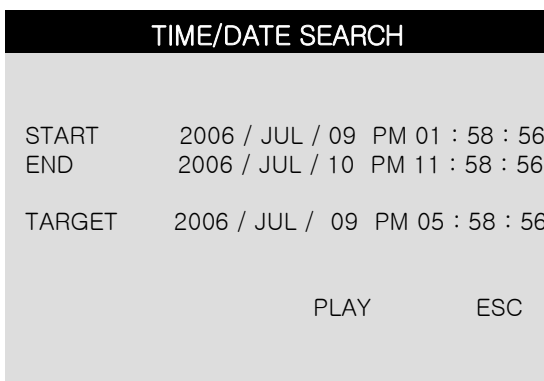 TIME/DATE SEARCH
START 2006 / JUL / 09 PM 01 : 58 : 56
END 2006 / JUL / 10 PM 11 : 58 : 56
TARGET 2006 / JUL / 09 PM 05 : 58 : 56
PLAY ESC